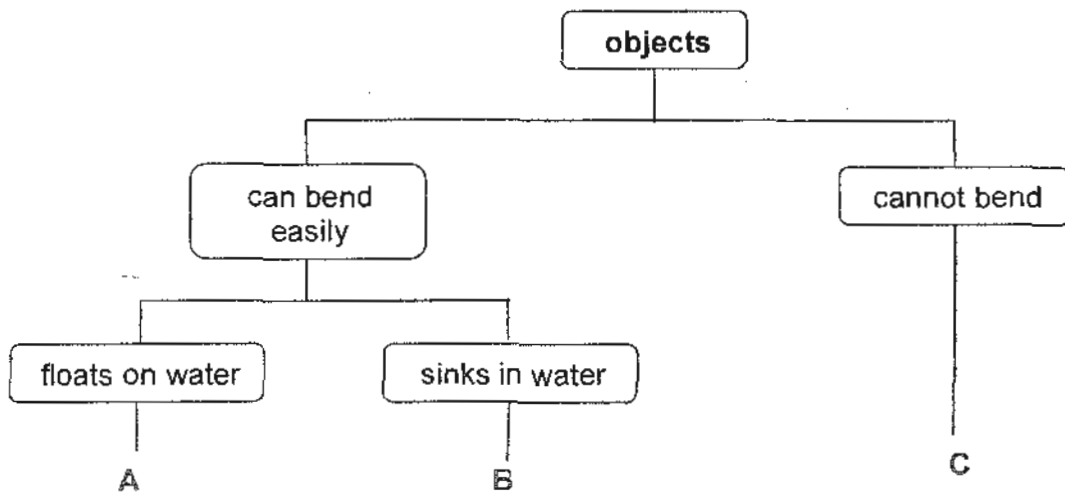 objects
can bend
easily
cannot bend
floats on water
sinks in water
A
B
C